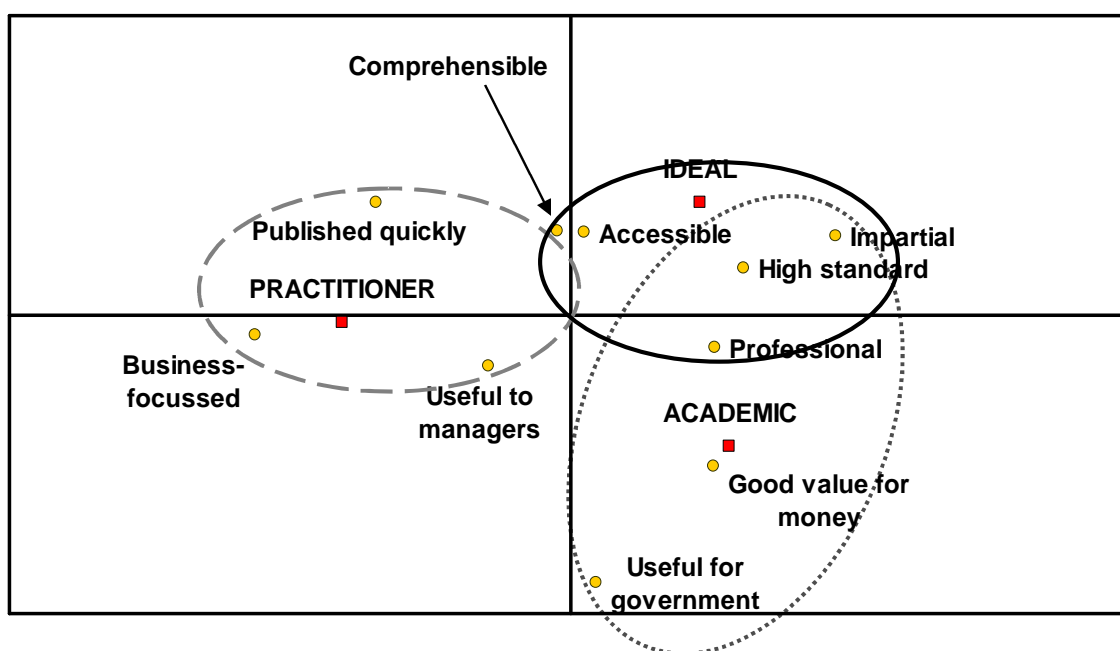 Comprehensible
IDEAL
Published quickly
Accessible
Impartial
High standard
PRACTITIONER
Business-
focussed
Useful to
managers
Professional
ACADEMIC
Good value for
money
Useful for
government